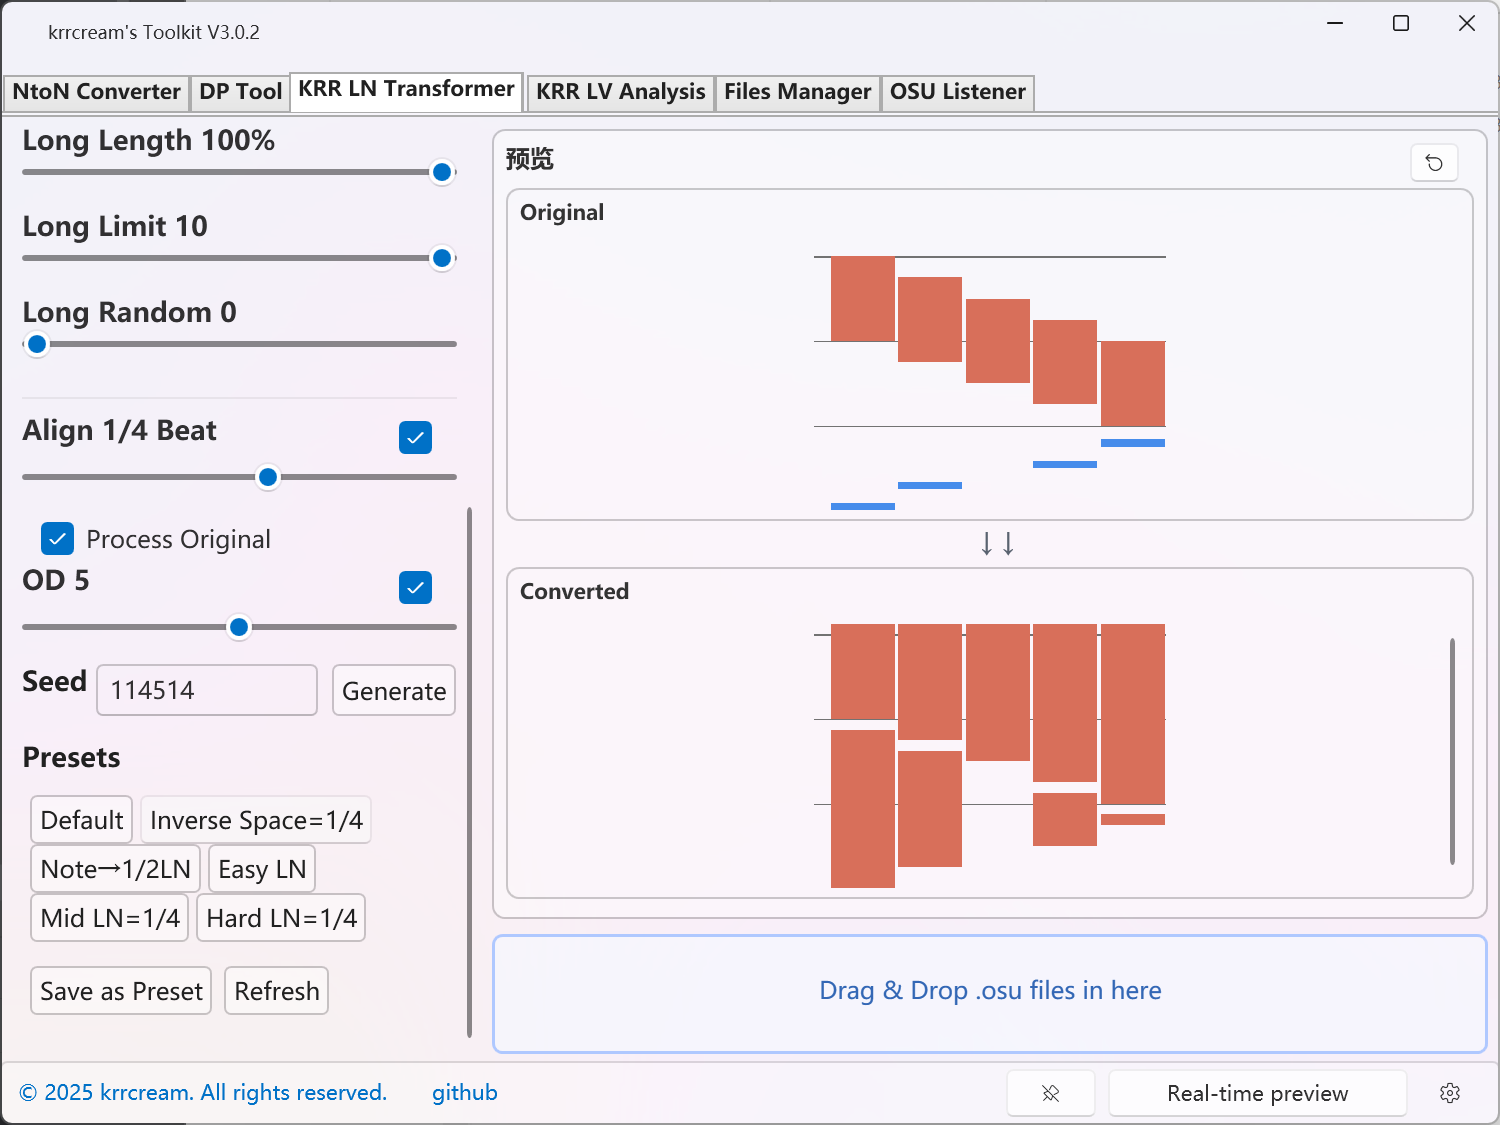 krrcream's Toolkit V3.0.2
NtoN Converter
DP Tool
KRR LN Transformer
KRR LV Analysis
Files Manager
OSU Listener
Long Length 100%
Long Limit 10
Long Random 0
Align 1/4 Beat
Process Original
OD 5
Seed
114514
Generate
Presets
Default
Inverse Space=1/4
Note→1/2LN
Easy LN
Mid LN=1/4
Hard LN=1/4
Save as Preset
Refresh
预览
Original
↓↓
Converted
Drag & Drop .osu files in here
© 2025 krrcream. All rights reserved.
github
Real-time preview